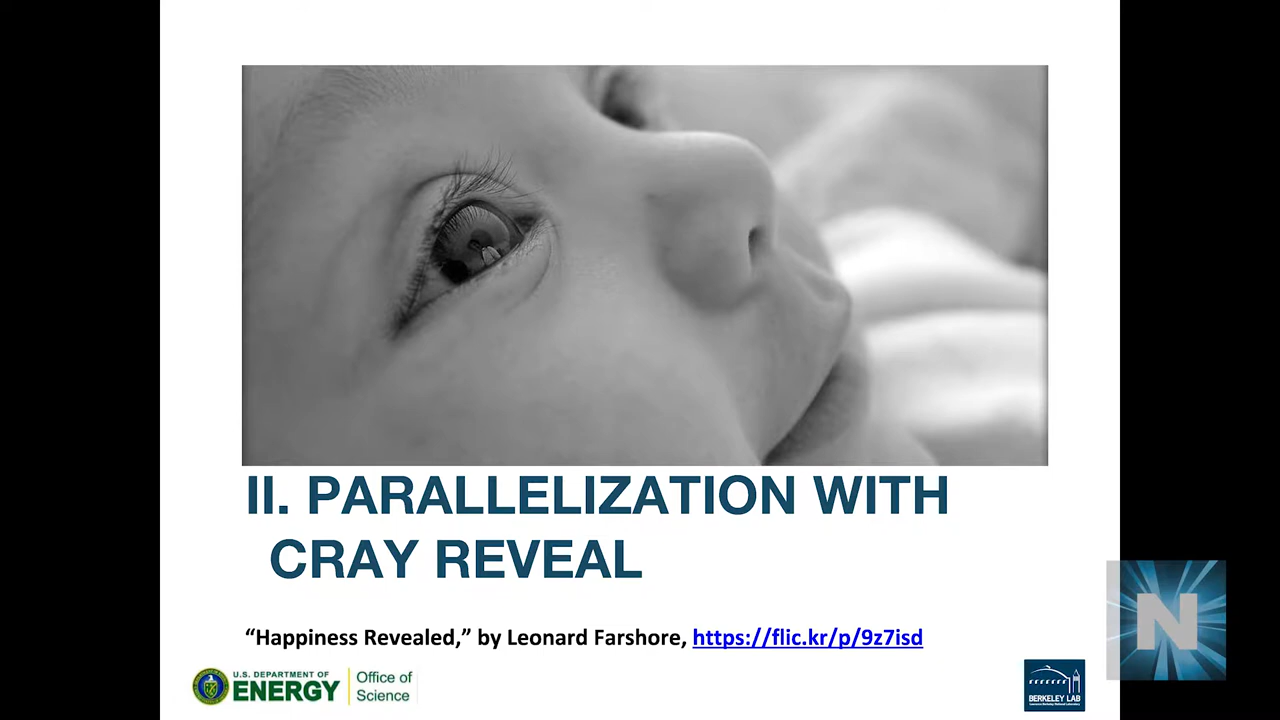 II. PARALLELIZATION WITH
CRAY REVEAL
“Happiness Revealed,” by Leonard Farshore, https://flic.kr/p/9z7isd
U.S. DEPARTMENT OF
ENERGY
Office of
Science
BERKELEY LAB
N